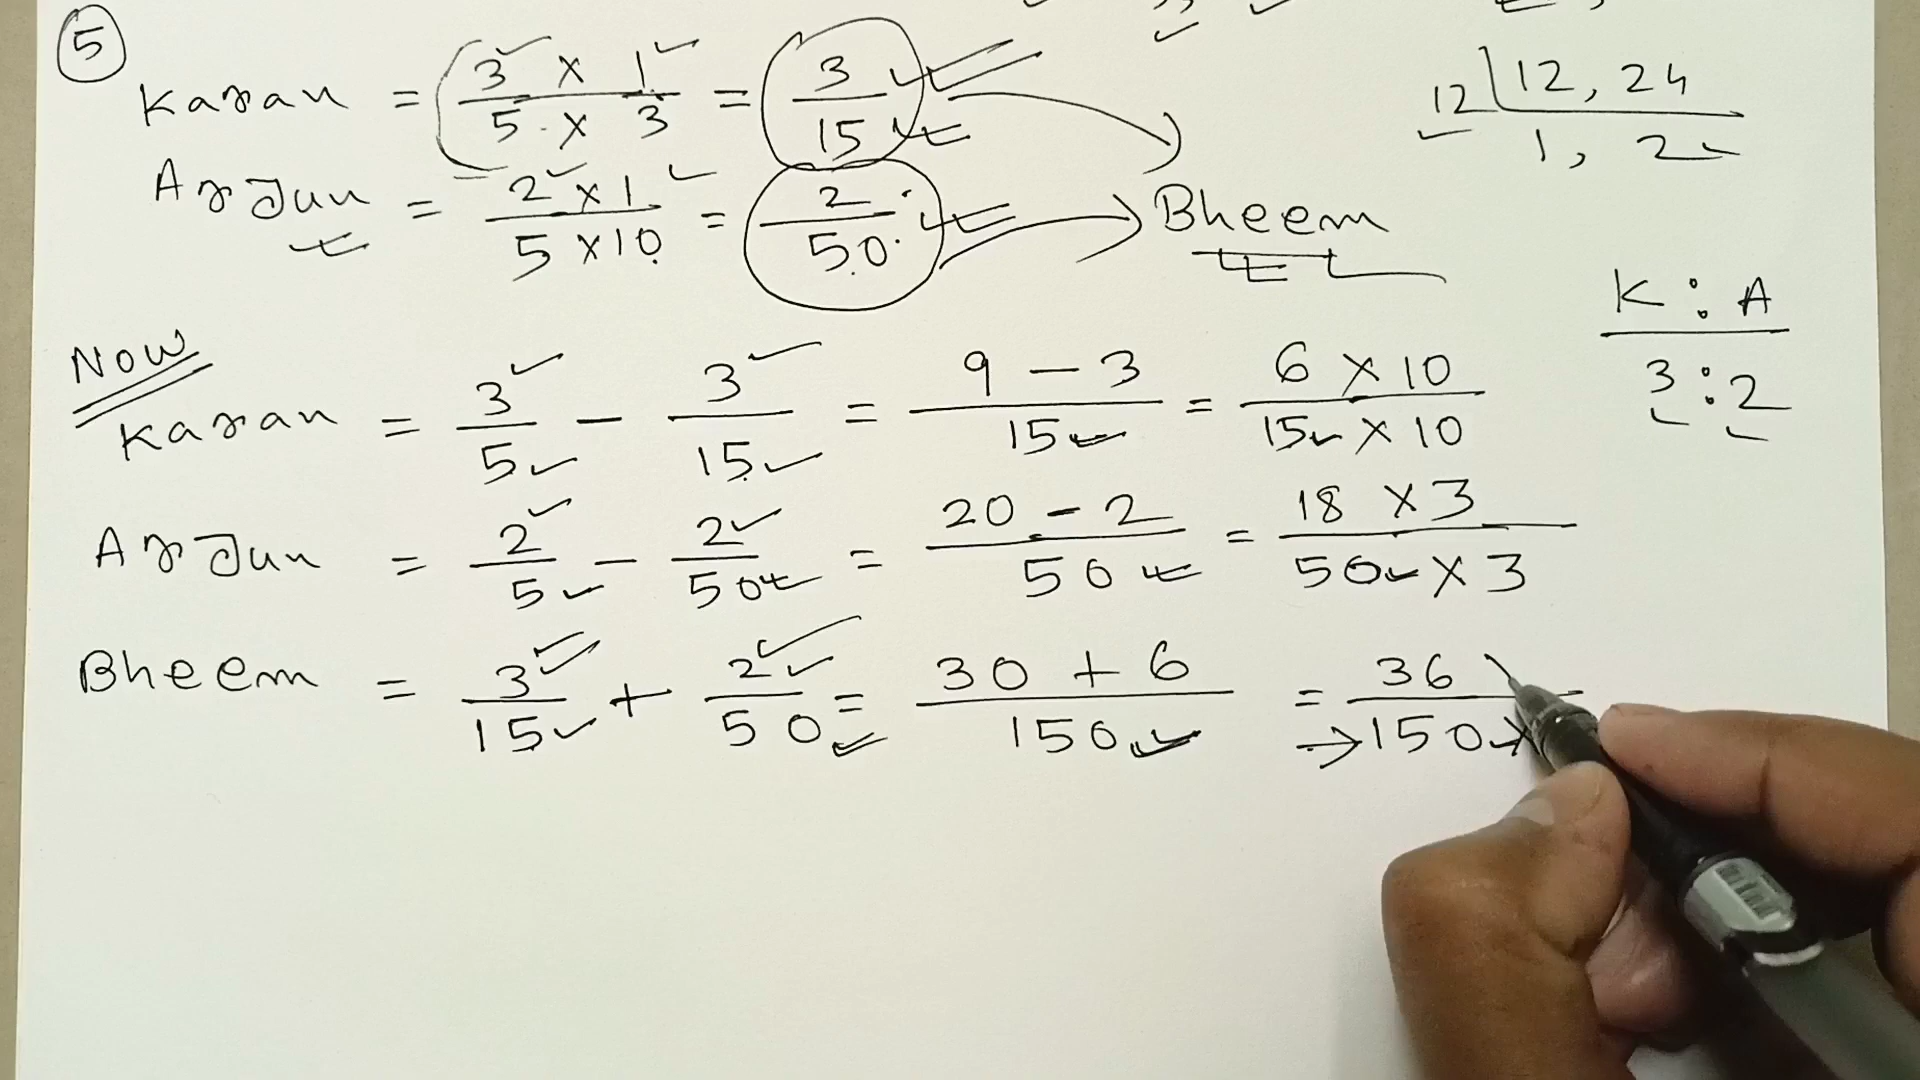 5
Karan = 3 x 1 / 5 x 3 = 3 / 15
12 | 12, 24
1, 2
Arjun = 2 x 1 / 5 x 10 = 2 / 50
Bheem
K : A
3 : 2
Now
Karan = 3 / 5 - 3 / 15 = 9 - 3 / 15 = 6 x 10 / 15 x 10
Arjun = 2 / 5 - 2 / 50 = 20 - 2 / 50 = 18 x 3 / 50 x 3
Bheem = 3 / 15 + 2 / 50 = 30 + 6 / 150 = 36 / 150 x